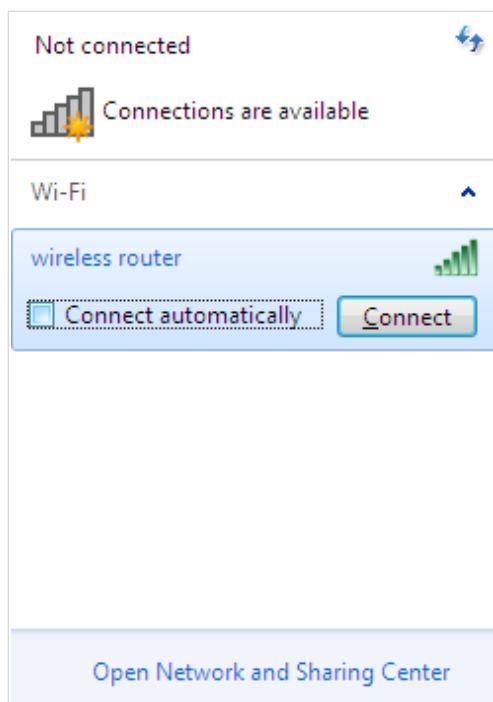 Not connected
Connections are available
Wi-Fi
wireless router
Connect automatically
Connect
Open Network and Sharing Center